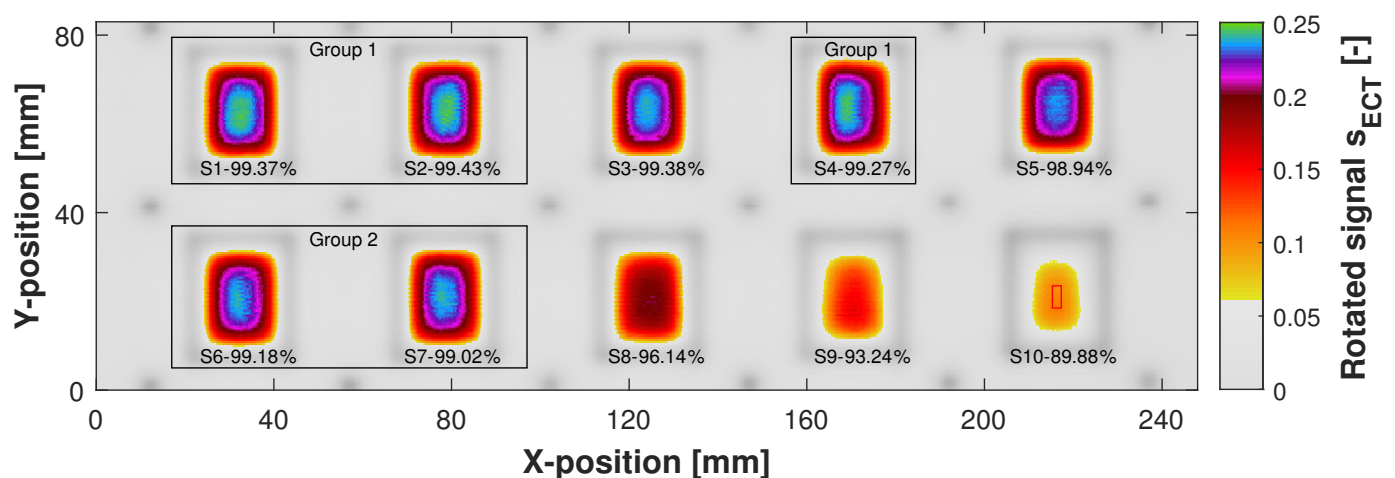 80
40
0
Y-position [mm]
Group 1
Group 1
S1-99.37%
S2-99.43%
S3-99.38%
S4-99.27%
S5-98.94%
Group 2
S6-99.18%
S7-99.02%
S8-96.14%
S9-93.24%
S10-89.88%
0
40
80
120
160
200
240
X-position [mm]
0.25
0.2
0.15
0.1
0.05
0
Rotated signal s_ECT [-]